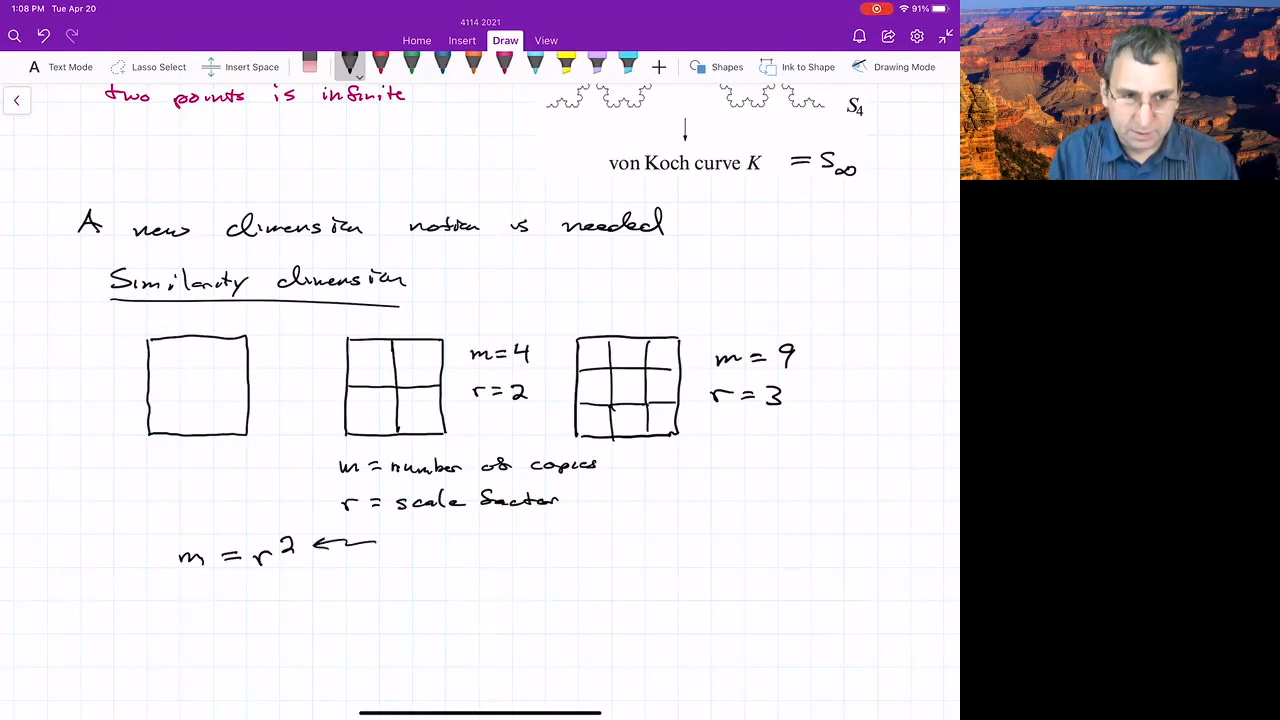 1:08 PM Tue Apr 20
91%
4114 2021
Home Insert Draw View
A Text Mode Lasso Select Insert Space Shapes Ink to Shape Drawing Mode
two points is infinite
S4
von Koch curve K = S∞
A new dimension notion is needed
Similarity dimension
m = 4
r = 2
m = 9
r = 3
m = number of copies
r = scale factor
m = r²